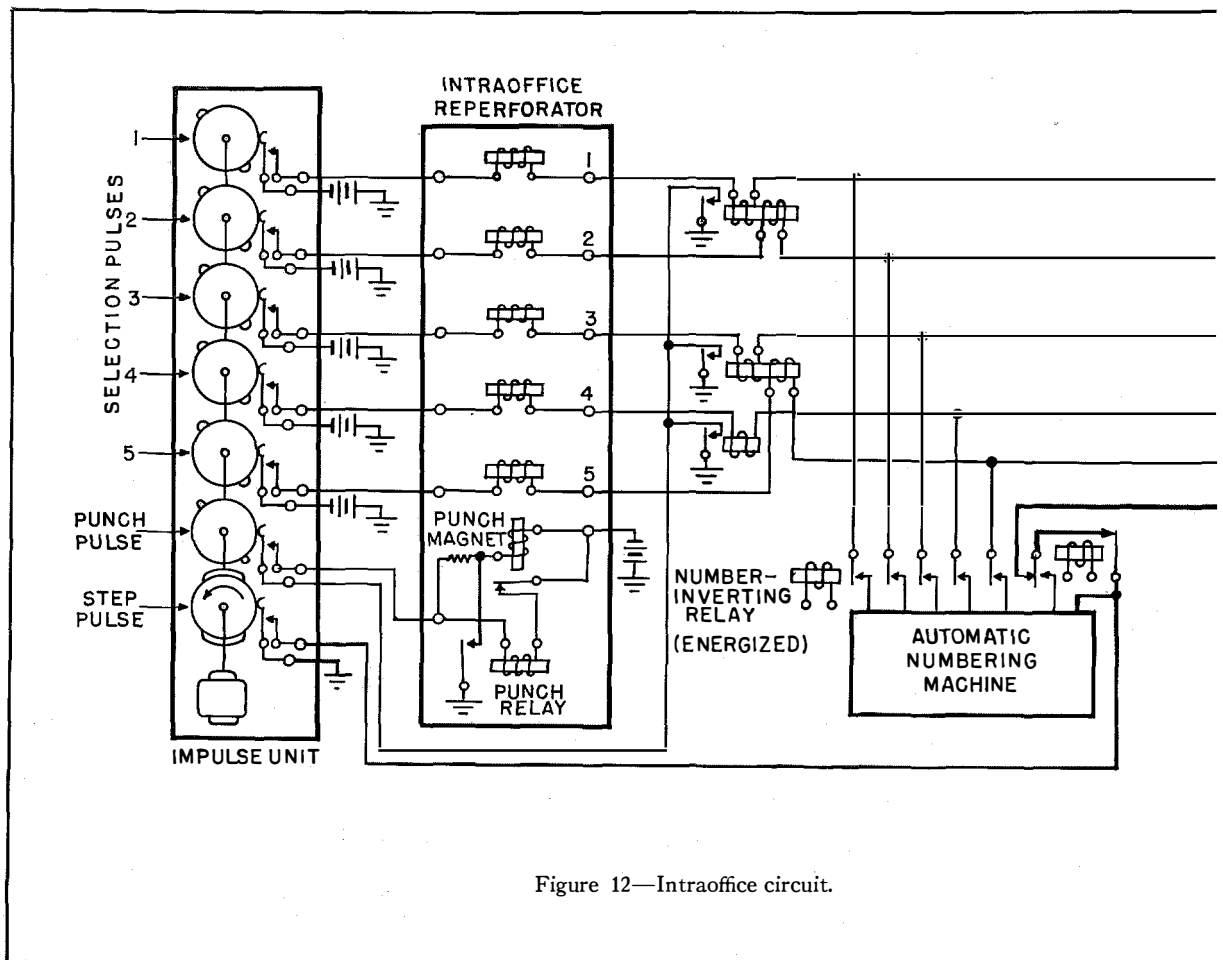 INTRAOFFICE
REPERFORATOR
SELECTION PULSES
1
2
3
4
5
PUNCH
PULSE
STEP
PULSE
IMPULSE UNIT
1
2
3
4
5
PUNCH
MAGNET
PUNCH
RELAY
NUMBER-
INVERTING
RELAY
(ENERGIZED)
AUTOMATIC
NUMBERING
MACHINE
Figure 12—Intraoffice circuit.